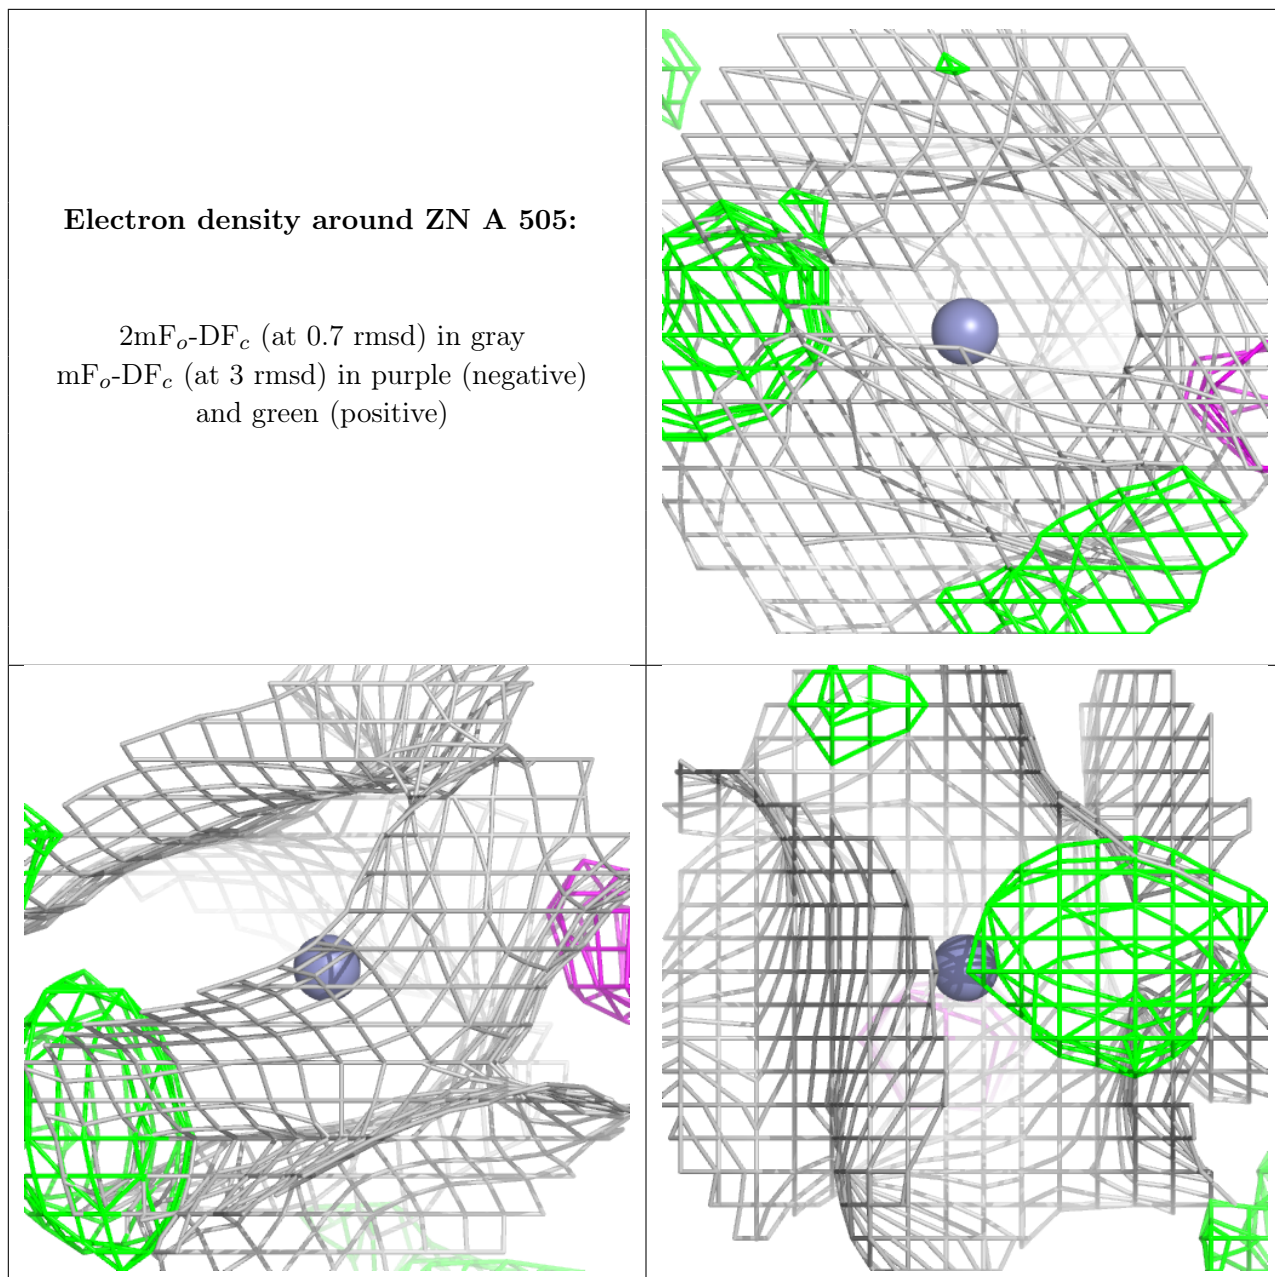 Electron density around ZN A 505:
2mFo-DFc (at 0.7 rmsd) in gray
mFo-DFc (at 3 rmsd) in purple (negative)
and green (positive)